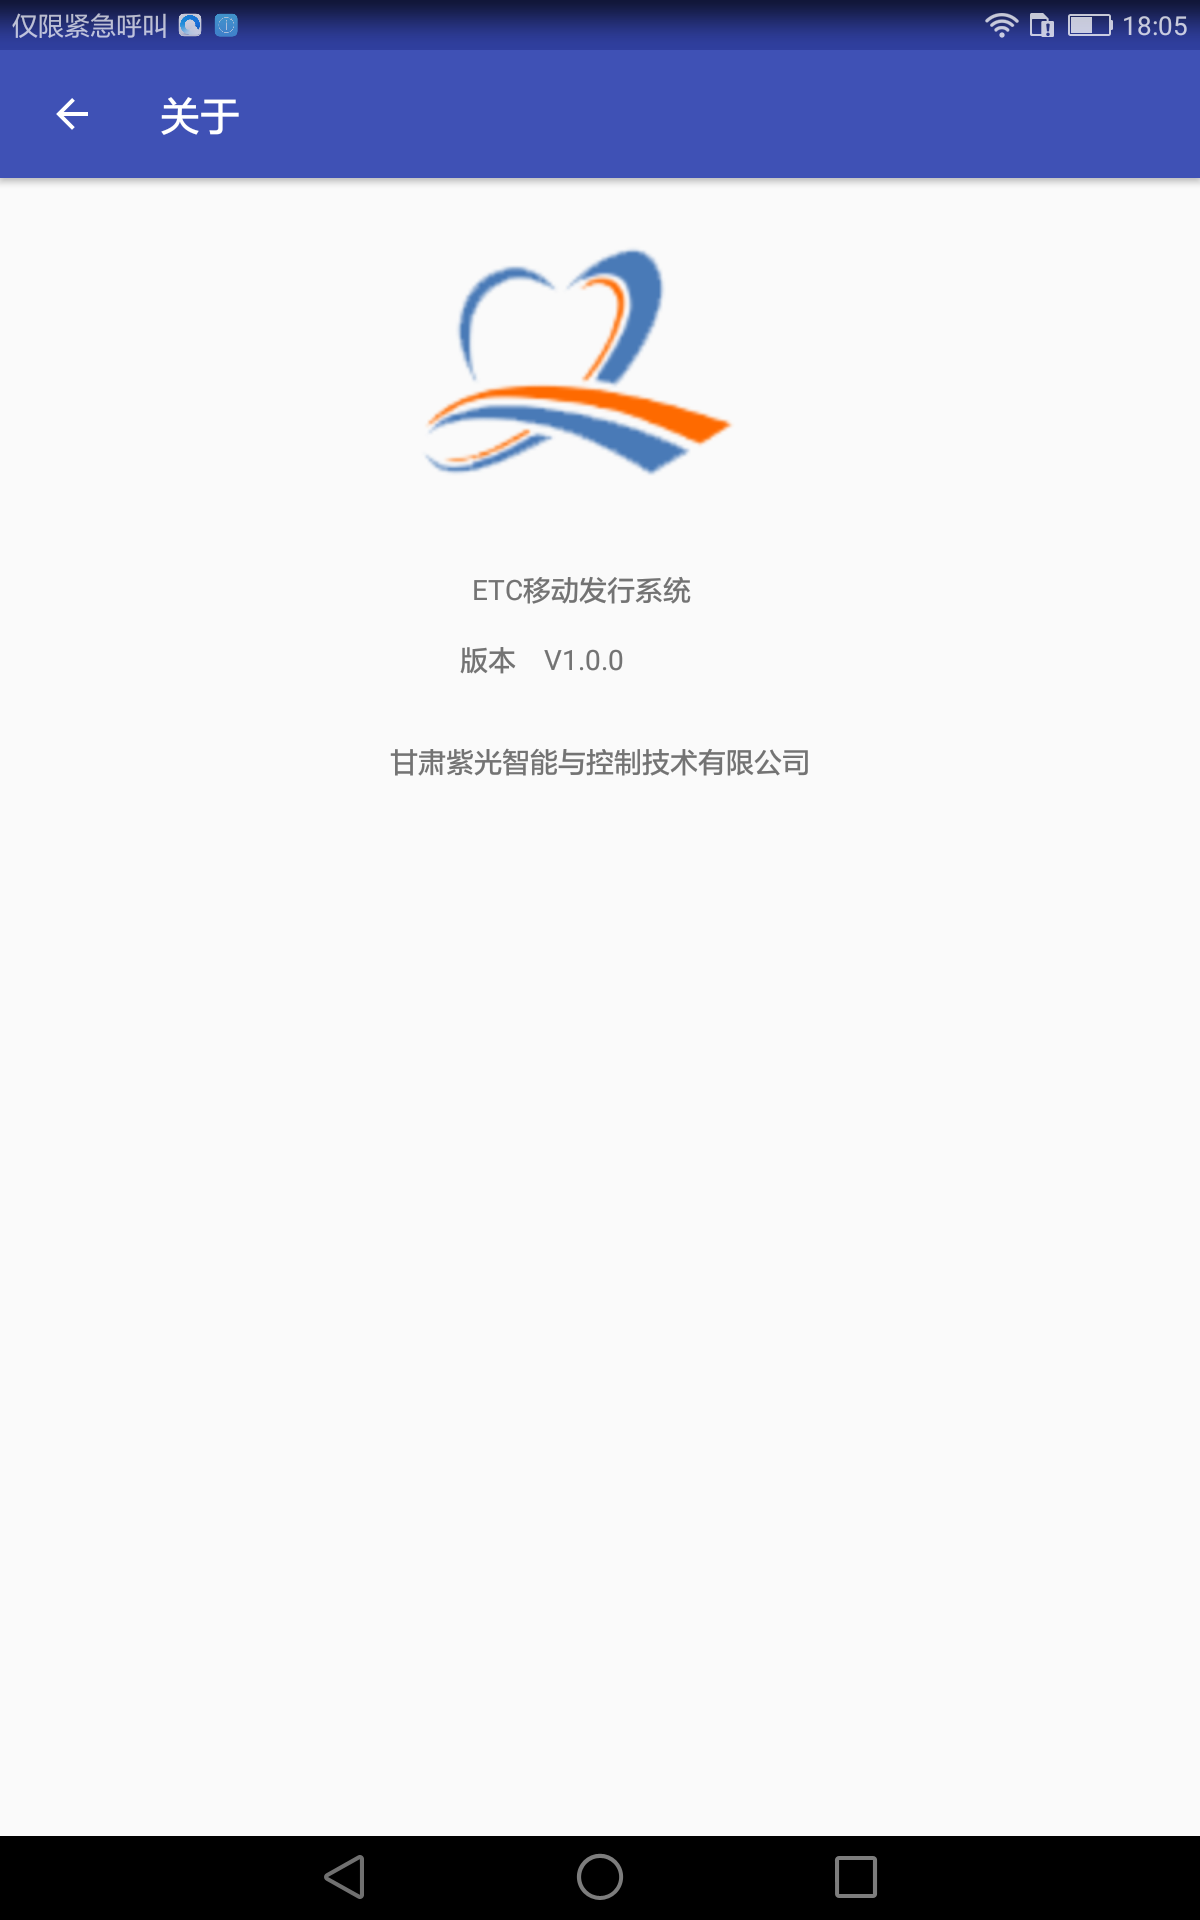 仅限紧急呼叫
18:05
关于
ETC移动发行系统
版本 V1.0.0
甘肃紫光智能与控制技术有限公司